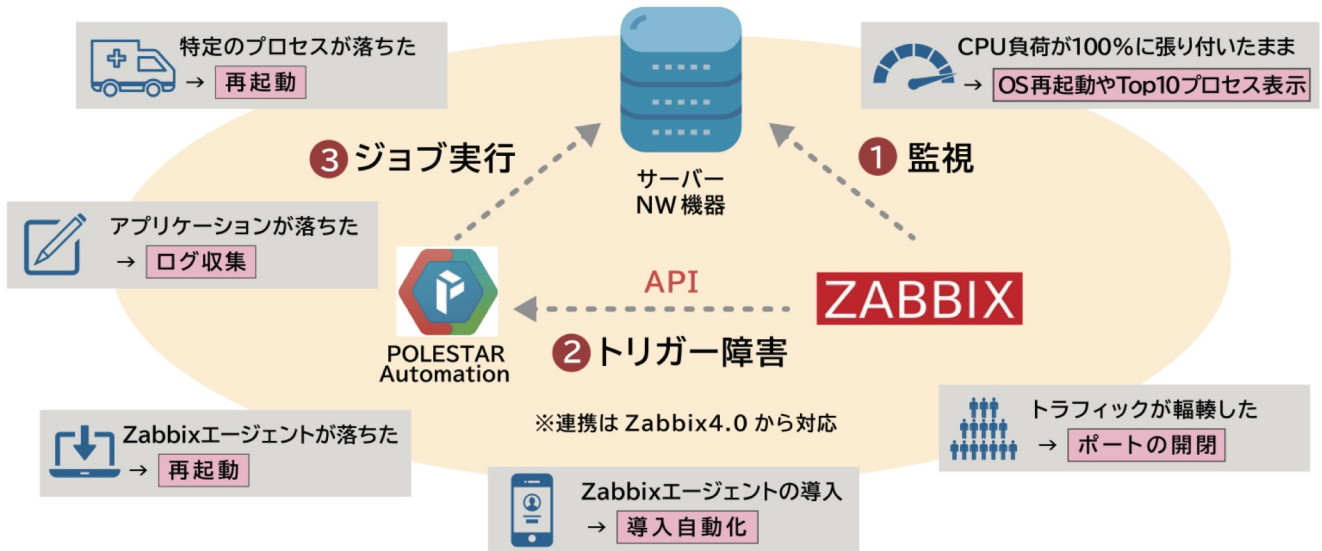 特定のプロセスが落ちた
→ 再起動
CPU負荷が100%に張り付いたまま
→ OS再起動やTop10プロセス表示
③ ジョブ実行
① 監視
サーバー
NW機器
アプリケーションが落ちた
→ ログ収集
API
ZABBIX
POLESTAR
Automation
② トリガー障害
※連携は Zabbix4.0 から対応
Zabbixエージェントが落ちた
→ 再起動
トラフィックが輻輳した
→ ポートの開閉
Zabbixエージェントの導入
→ 導入自動化